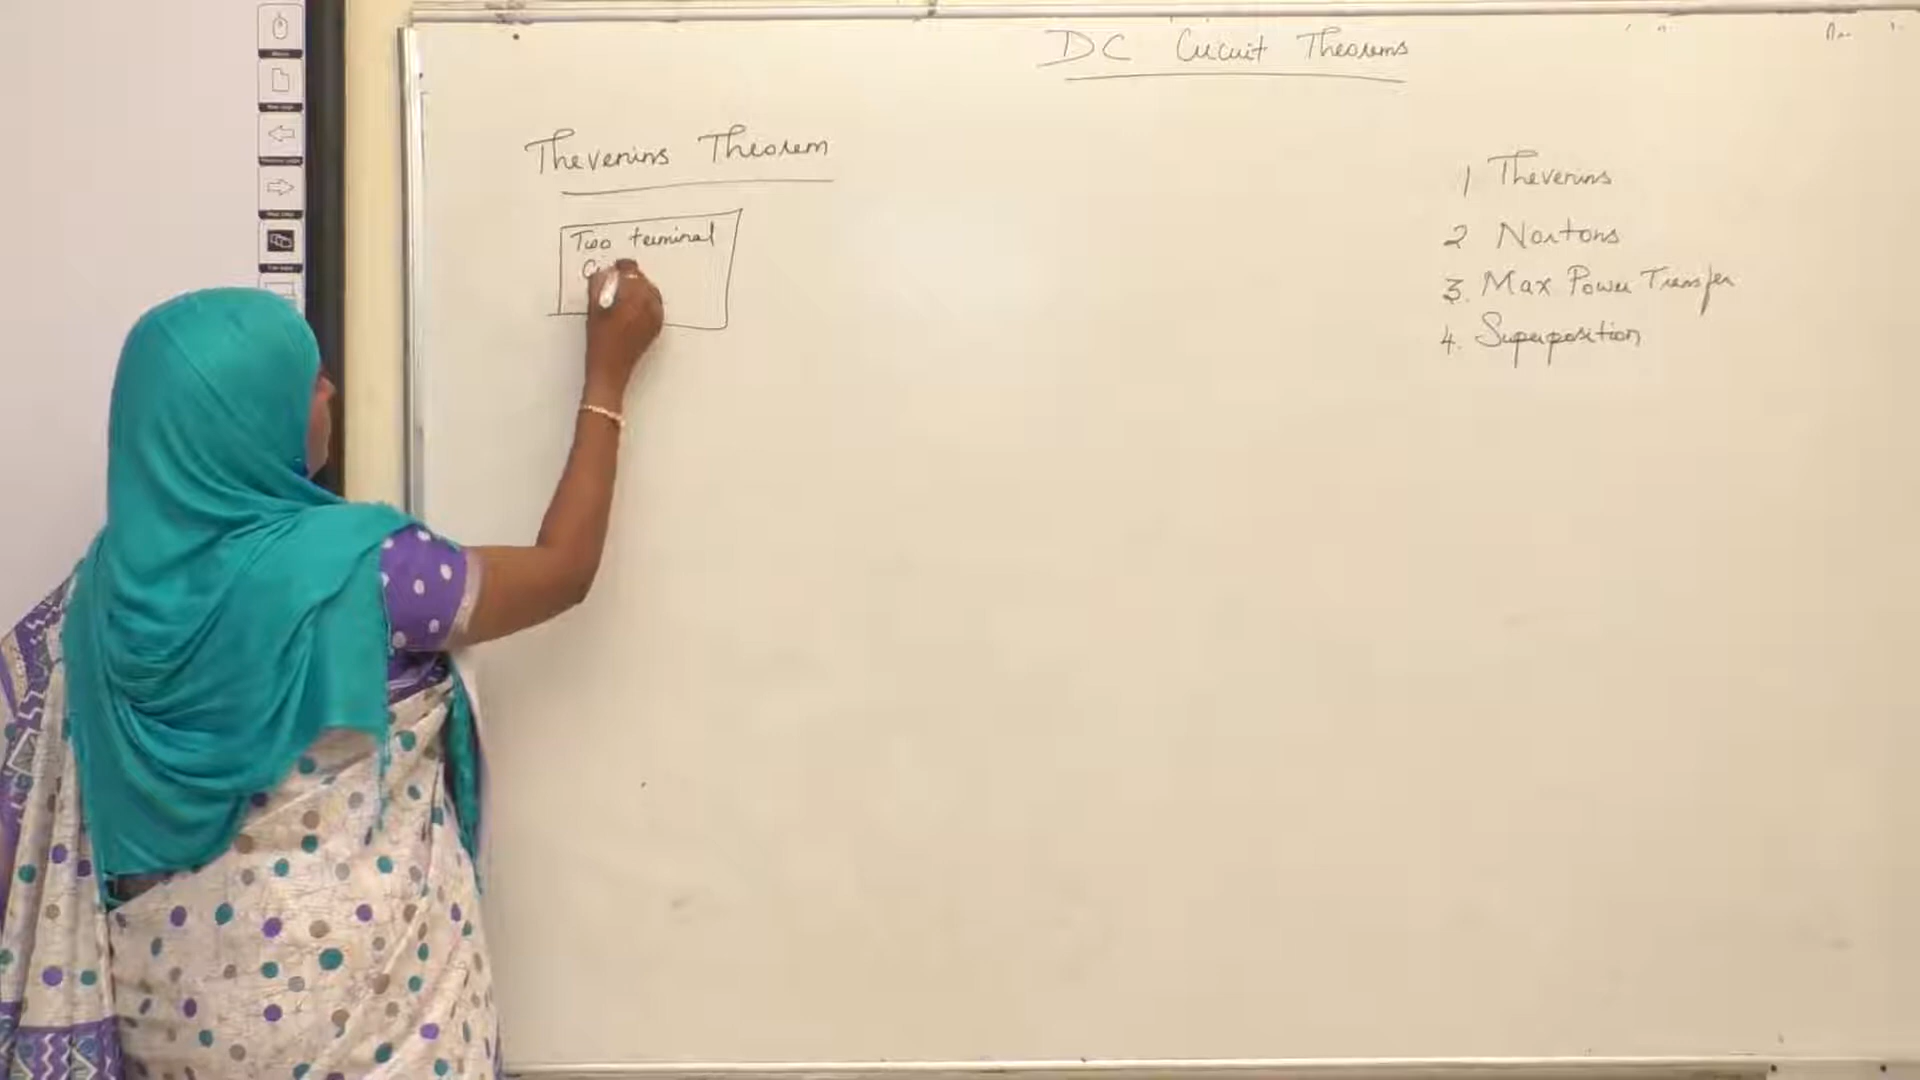 DC Circuit Theorems
Thevenins Theorem
Two terminal
1 Thevenins
2 Nortons
3. Max Power Transfer
4. Superposition